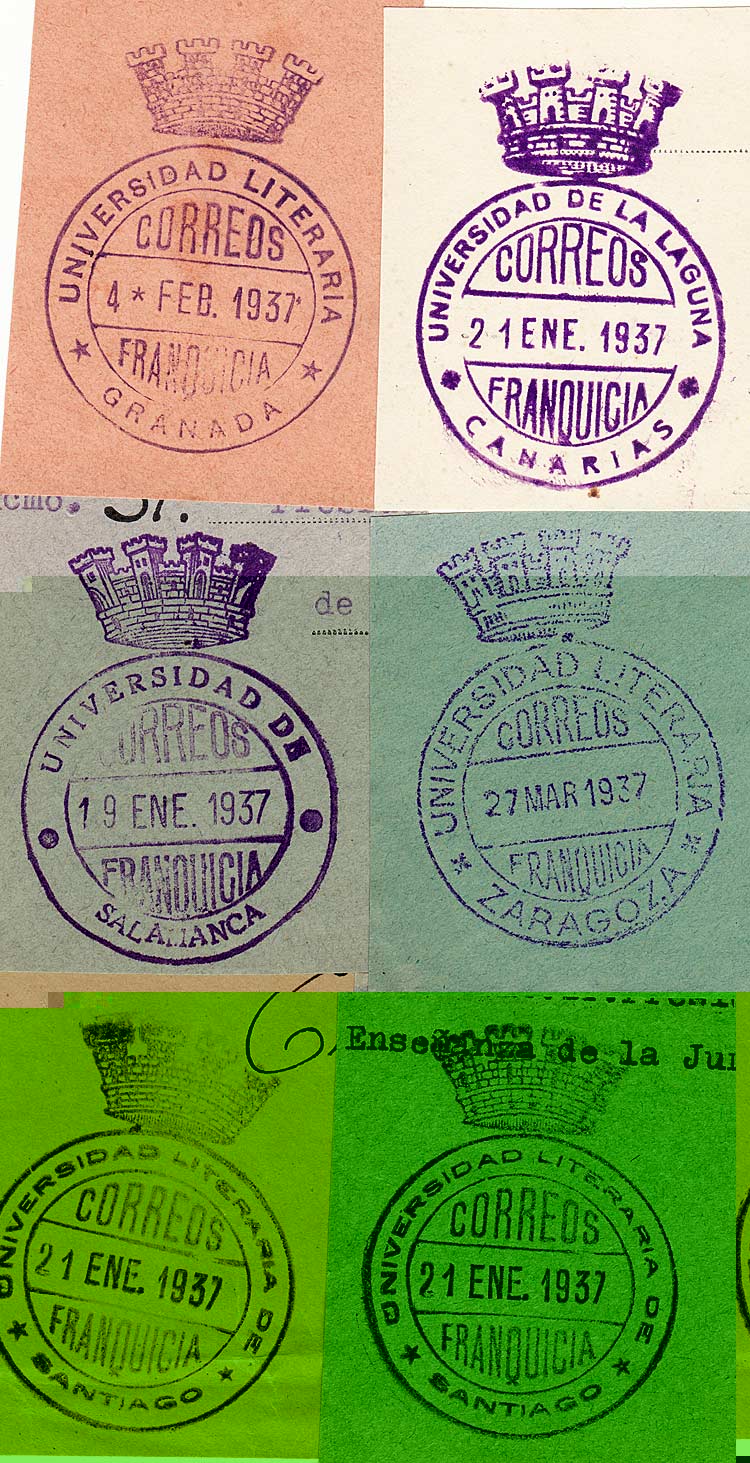 UNIVERSIDAD LITERARIA
CORREOS
4 * FEB. 1937
FRANQUICIA
★ GRANADA ★
UNIVERSIDAD DE LA LAGUNA
CORREOS
21 ENE. 1937
FRANQUICIA
CANARIAS
de
UNIVERSIDAD DE
CORREOS
19 ENE. 1937
FRANQUICIA
SALAMANCA
UNIVERSIDAD LITERARIA
CORREOS
27 MAR 1937
FRANQUICIA
ZARAGOZA
UNIVERSIDAD LITERARIA DE
CORREOS
21 ENE. 1937
FRANQUICIA
★ SANTIAGO ★
Enseñanza de la Jun
UNIVERSIDAD LITERARIA DE
CORREOS
21 ENE. 1937
FRANQUICIA
★ SANTIAGO ★